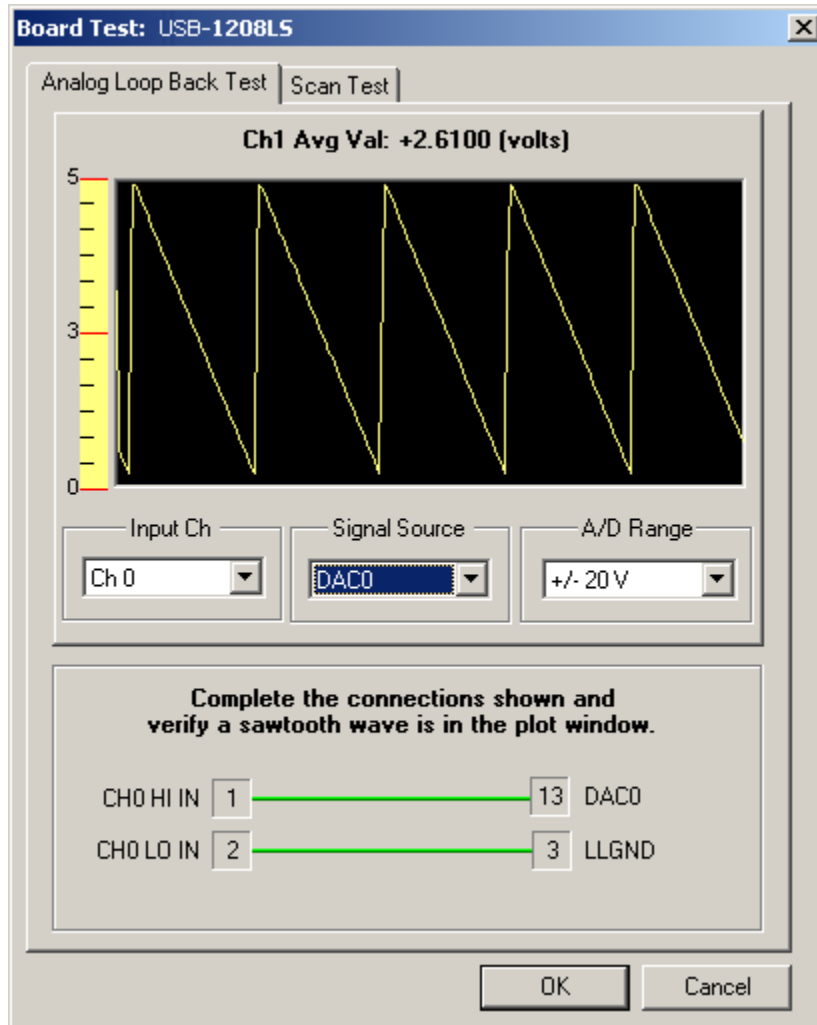 Board Test: USB-1208LS
Analog Loop Back Test
Scan Test
Ch1 Avg Val: +2.6100 (volts)
5
3
0
Input Ch
Signal Source
A/D Range
Ch 0
DAC0
+/- 20 V
Complete the connections shown and
verify a sawtooth wave is in the plot window.
CH0 HI IN 1 13 DAC0
CH0 LO IN 2 3 LLGND
OK
Cancel